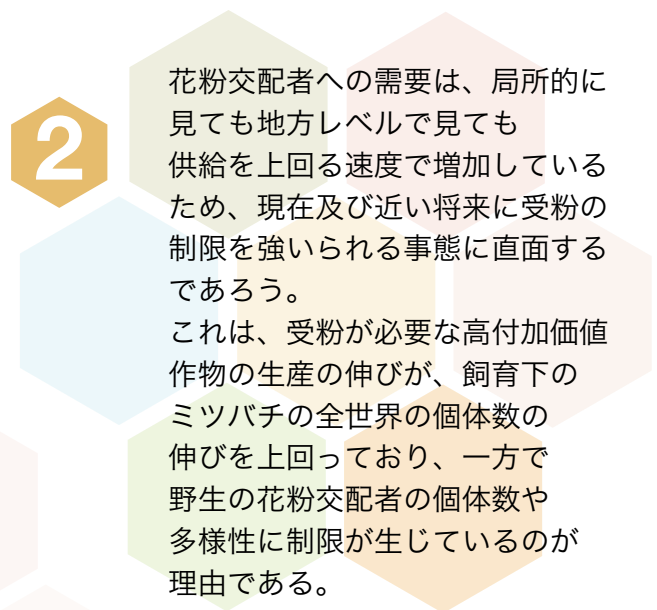 2
花粉交配者への需要は、局所的に
見ても地方レベルで見ても
供給を上回る速度で増加している
ため、現在及び近い将来に受粉の
制限を強いられる事態に直面する
であろう。
これは、受粉が必要な高付加価値
作物の生産の伸びが、飼育下の
ミツバチの全世界の個体数の
伸びを上回っており、一方で
野生の花粉交配者の個体数や
多様性に制限が生じているのが
理由である。